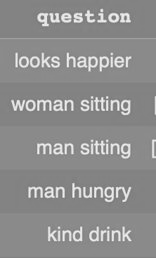 question
looks happier
woman sitting
man sitting
man hungry
kind drink